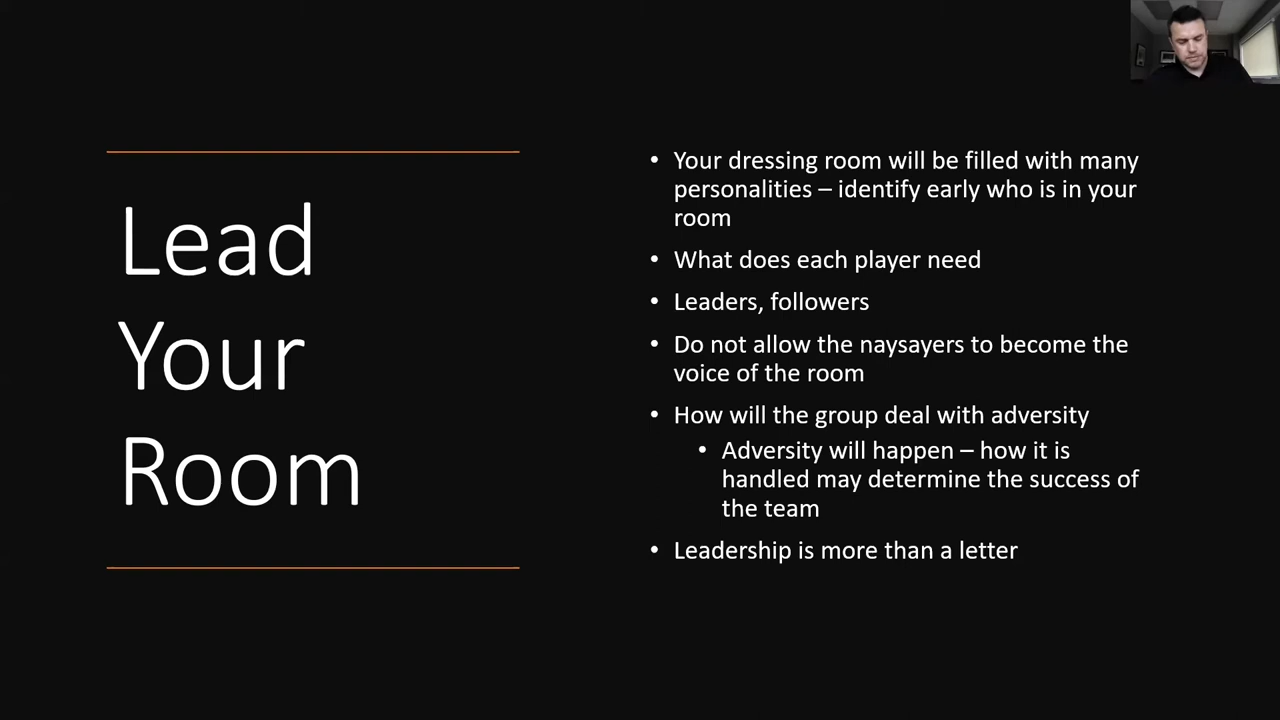 Lead
Your
Room
• Your dressing room will be filled with many
personalities – identify early who is in your
room
• What does each player need
• Leaders, followers
• Do not allow the naysayers to become the
voice of the room
• How will the group deal with adversity
• Adversity will happen – how it is
handled may determine the success of
the team
• Leadership is more than a letter